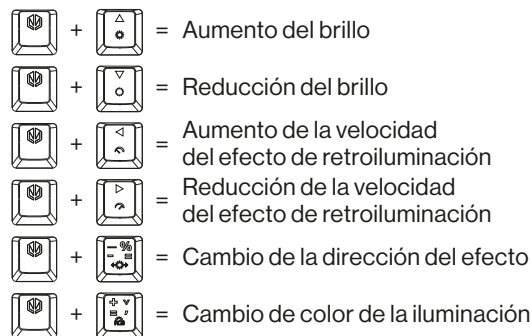 + = Aumento del brillo
+ = Reducción del brillo
+ = Aumento de la velocidad
del efecto de retroiluminación
+ = Reducción de la velocidad
del efecto de retroiluminación
+ % = Cambio de la dirección del efecto
+ = Cambio de color de la iluminación